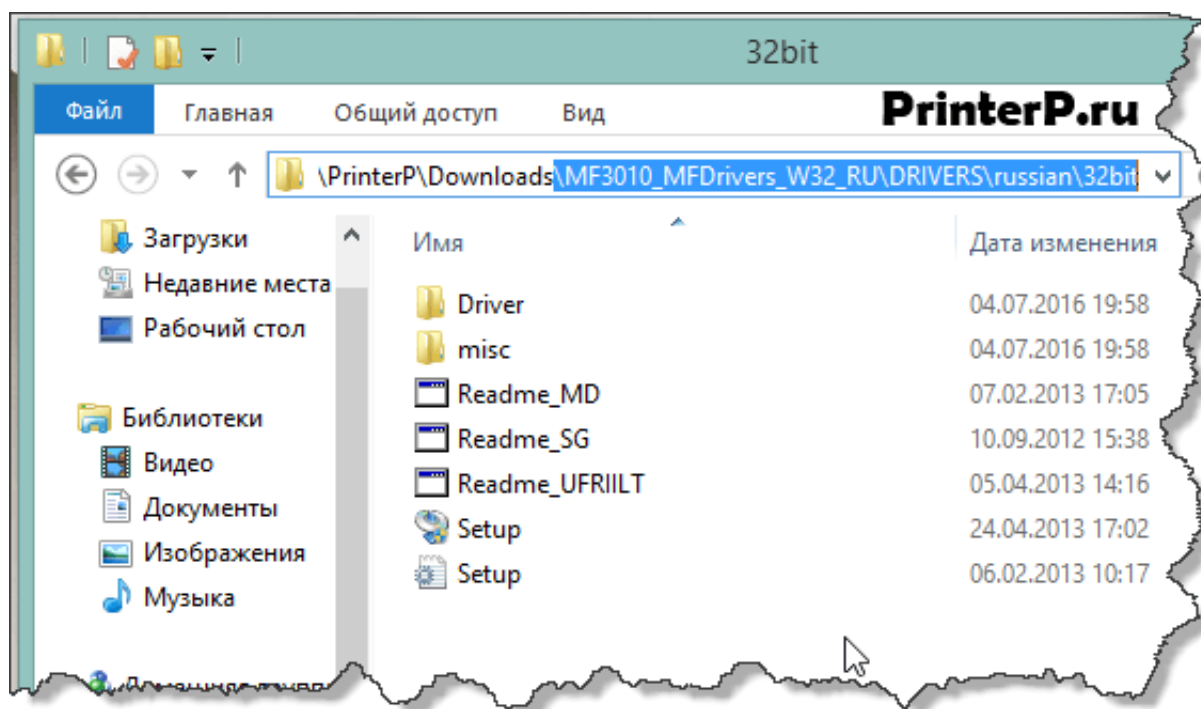 32bit
Файл Главная Общий доступ Вид PrinterP.ru
\PrinterP\Downloads\MF3010_MFDrivers_W32_RU\DRIVERS\russian\32bit
Загрузки
Недавние места
Рабочий стол
Библиотеки
Видео
Документы
Изображения
Музыка
Имя Дата изменения
Driver 04.07.2016 19:58
misc 04.07.2016 19:58
Readme_MD 07.02.2013 17:05
Readme_SG 10.09.2012 15:38
Readme_UFRIILT 05.04.2013 14:16
Setup 24.04.2013 17:02
Setup 06.02.2013 10:17